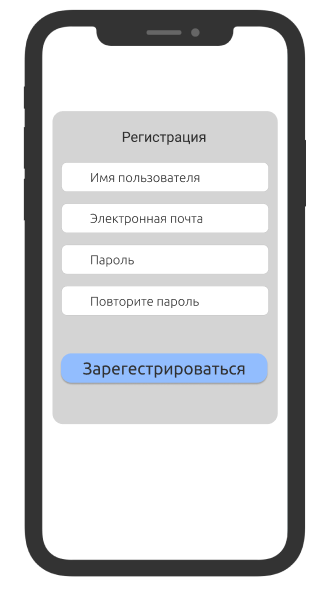 Регистрация
Имя пользователя
Электронная почта
Пароль
Повторите пароль
Зарегестрироваться